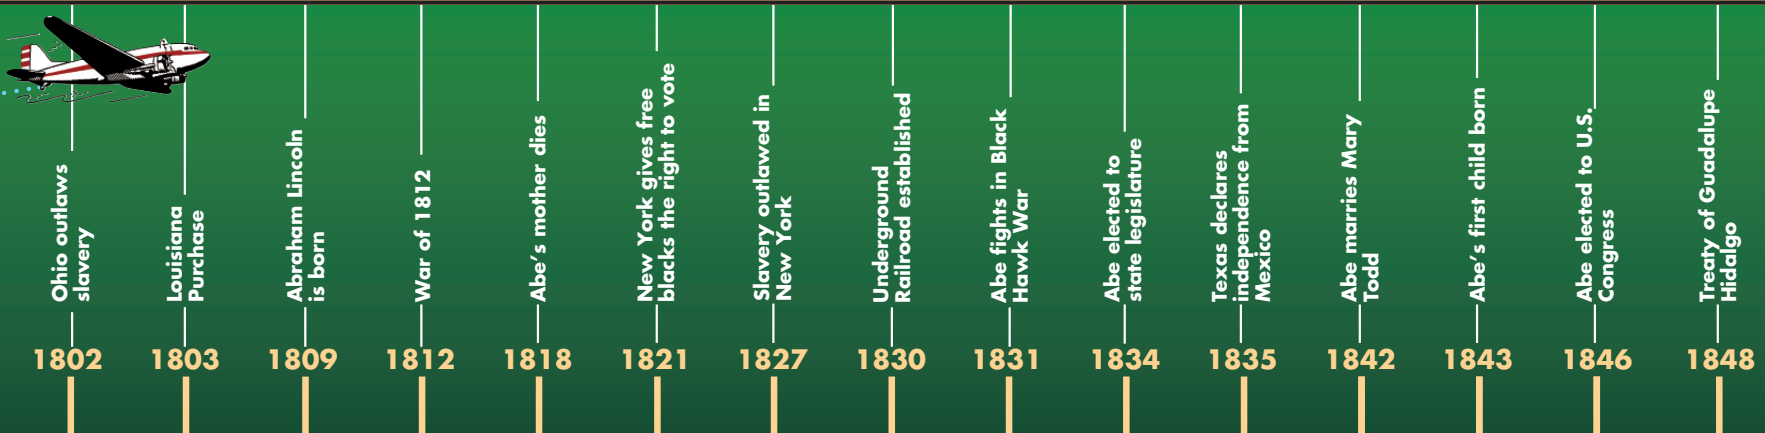 Ohio outlaws
slavery
1802
Louisiana
Purchase
1803
Abraham Lincoln
is born
1809
War of 1812
1812
Abe's mother dies
1818
New York gives free
blacks the right to vote
1821
Slavery outlawed in
New York
1827
Underground
Railroad established
1830
Abe fights in Black
Hawk War
1831
Abe elected to
state legislature
1834
Texas declares
independence from
Mexico
1835
Abe marries Mary
Todd
1842
Abe's first child born
1843
Abe elected to U.S.
Congress
1846
Treaty of Guadalupe
Hidalgo
1848